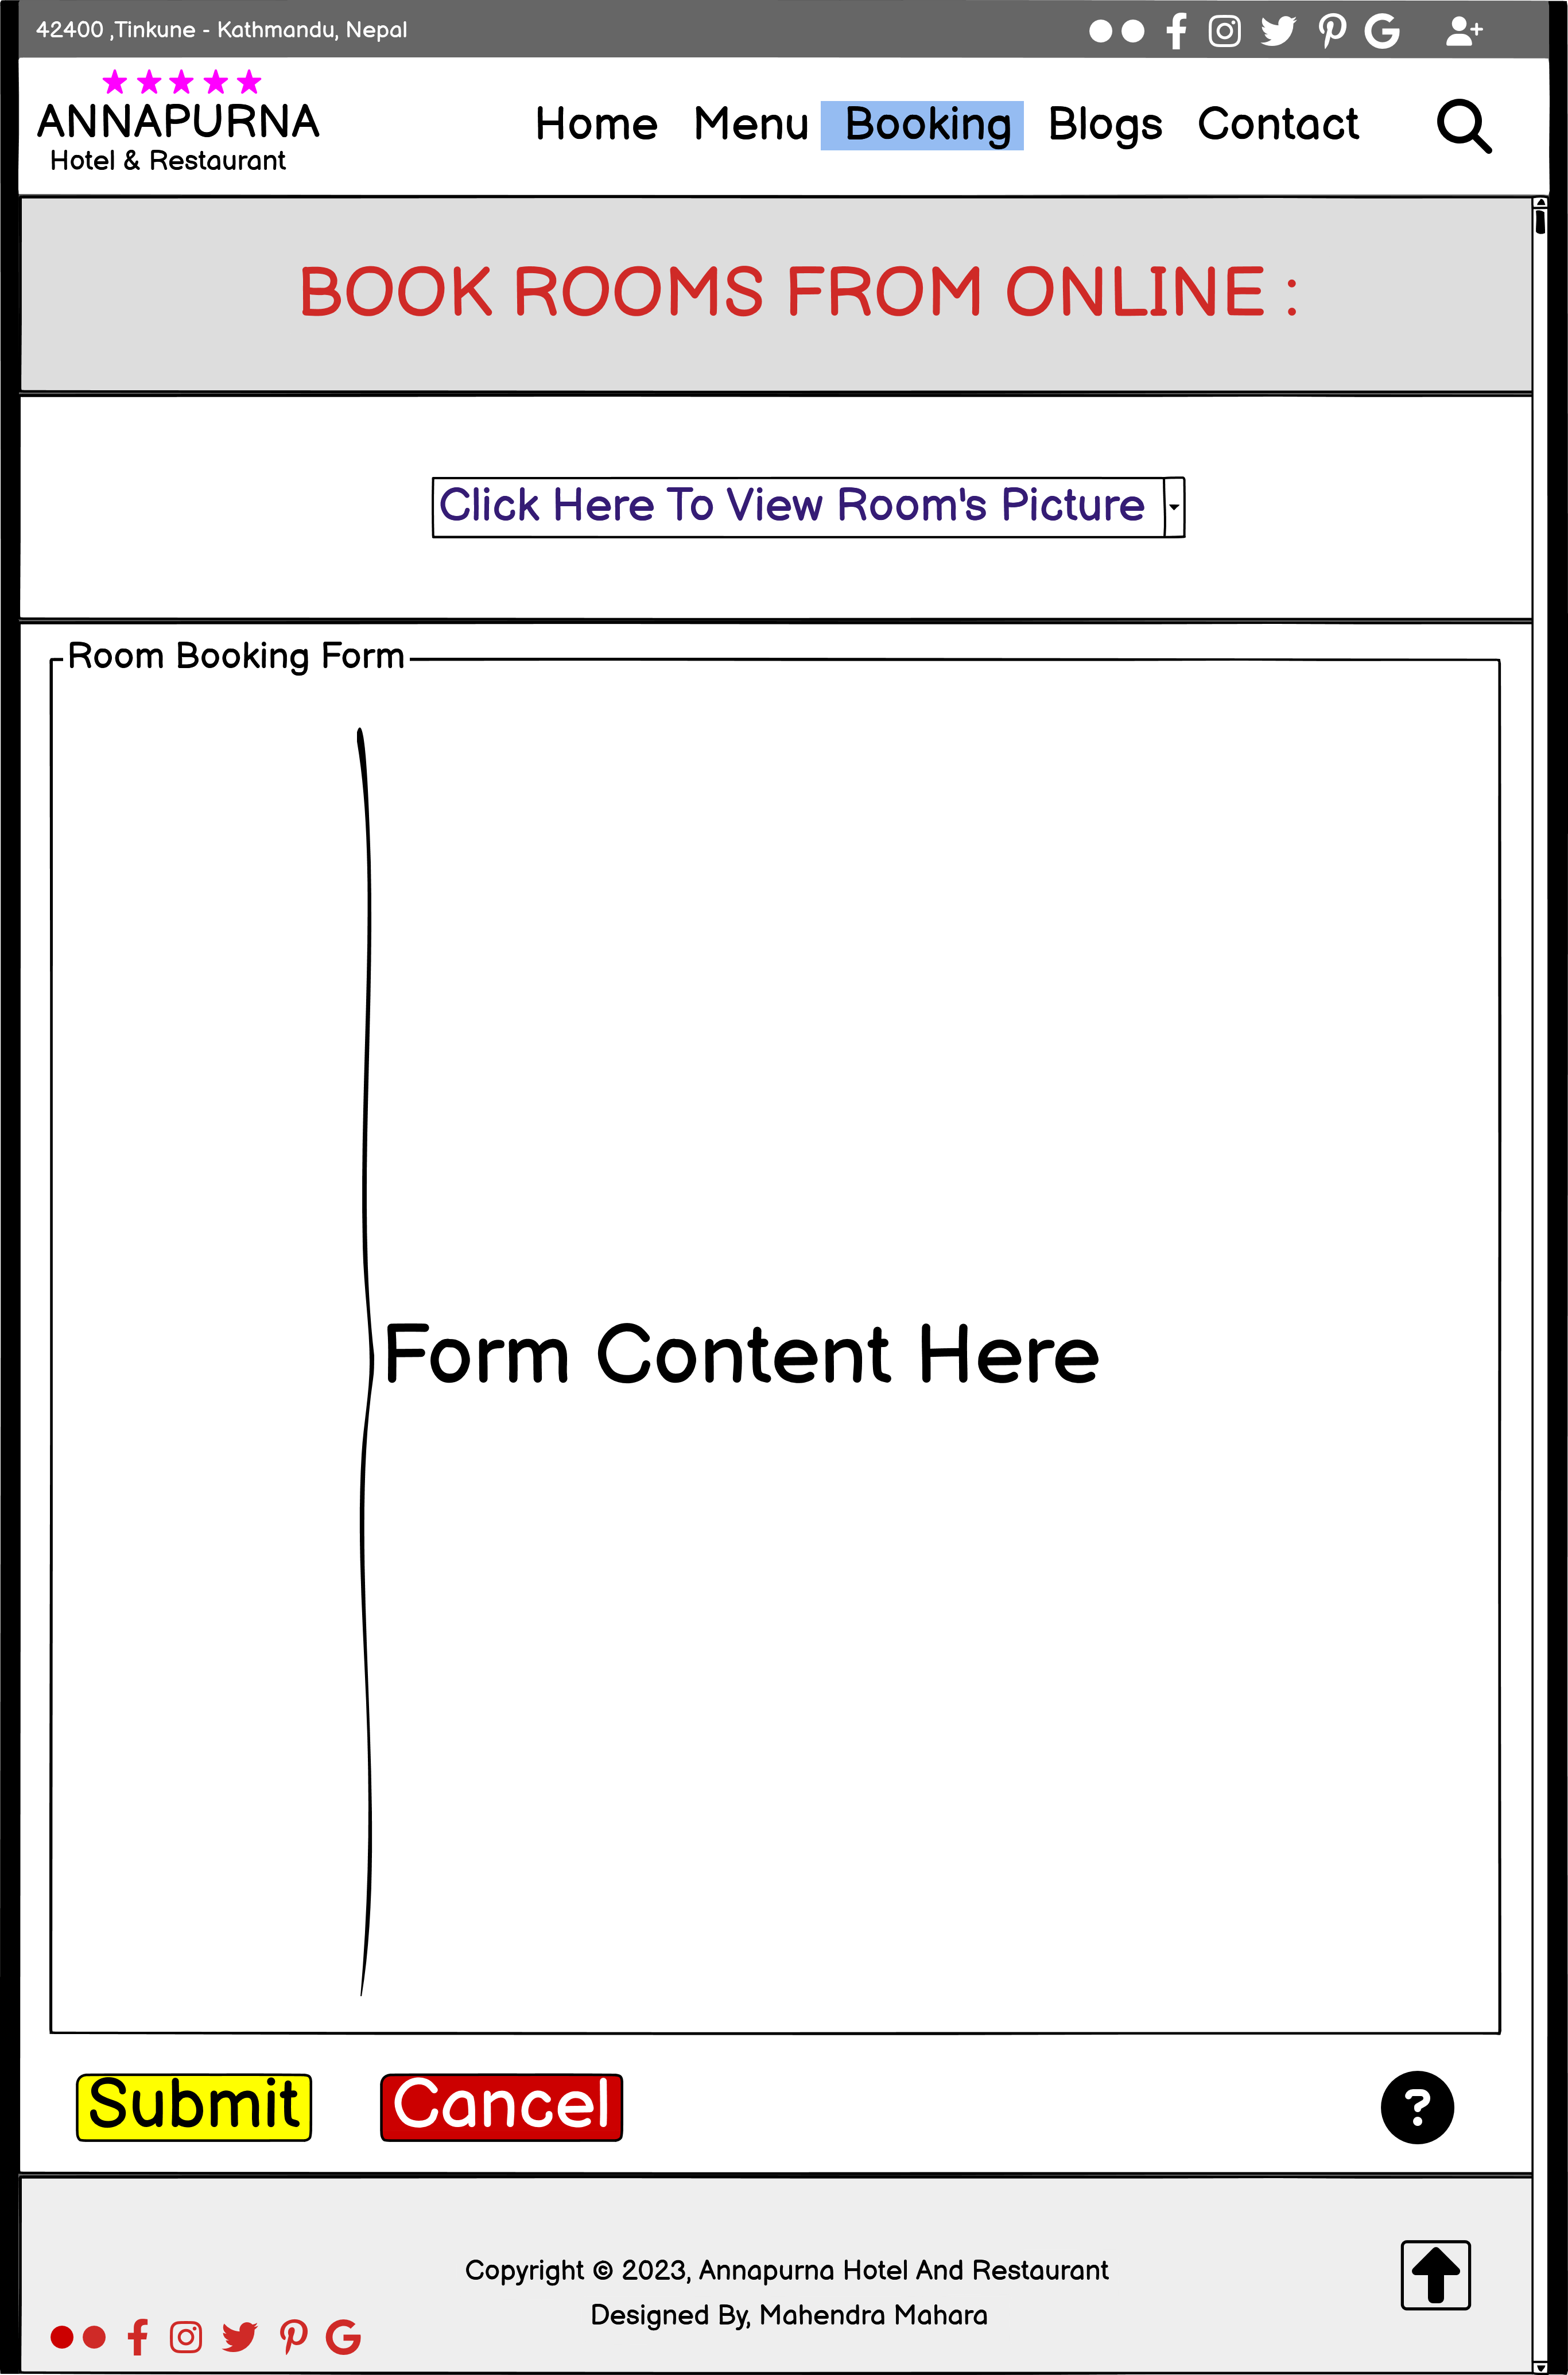 42400 ,Tinkune - Kathmandu, Nepal
ANNAPURNA
Hotel & Restaurant
Home Menu Booking Blogs Contact
BOOK ROOMS FROM ONLINE :
Click Here To View Room's Picture
Room Booking Form
Form Content Here
Submit Cancel
?
Copyright © 2023, Annapurna Hotel And Restaurant
Designed By, Mahendra Mahara